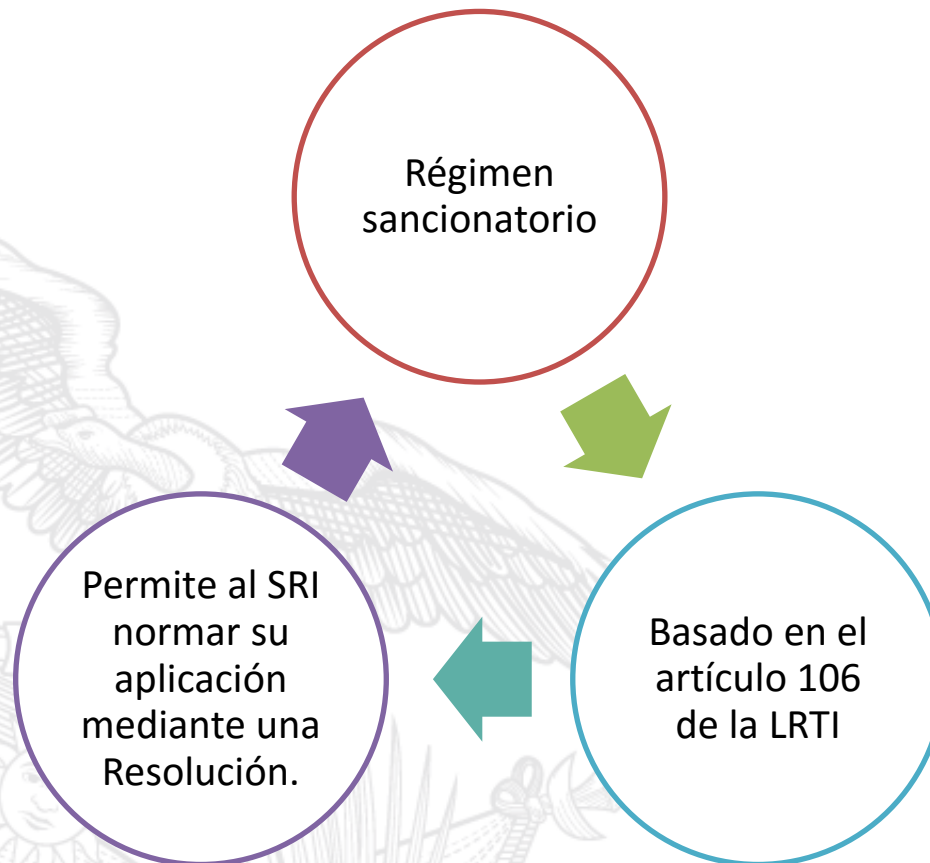 Régimen
sancionatorio
Basado en el
artículo 106
de la LRTI
Permite al SRI
normar su
aplicación
mediante una
Resolución.